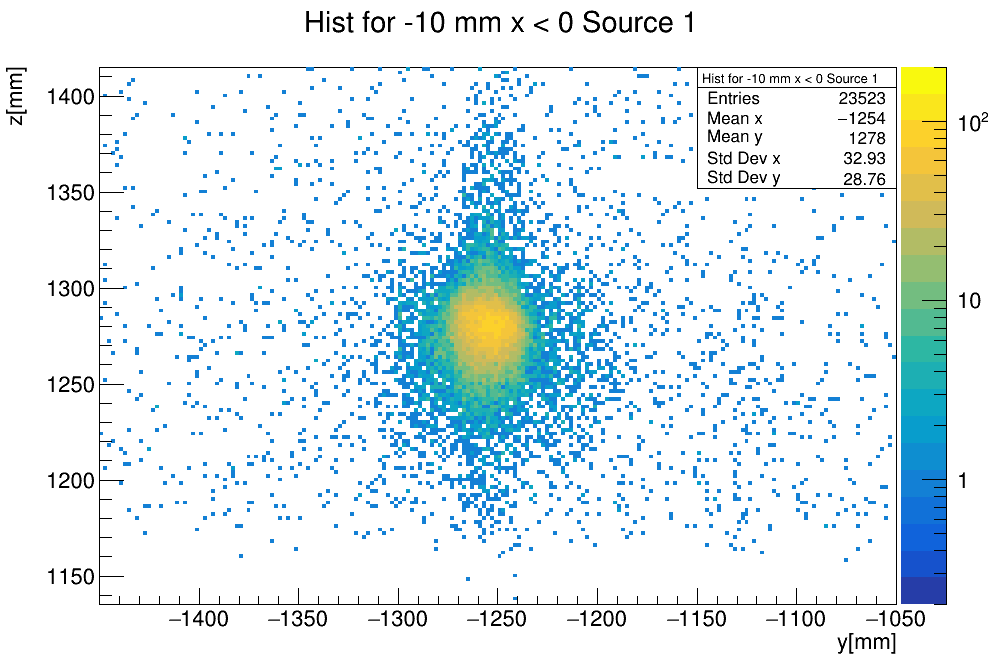 Hist for -10 mm x < 0 Source 1
z[mm]
Hist for -10 mm x < 0 Source 1
Entries 23523
Mean x −1254
Mean y 1278
Std Dev x 32.93
Std Dev y 28.76
1400
1350
1300
1250
1200
1150
10²
10
1
−1400 −1350 −1300 −1250 −1200 −1150 −1100 −1050
y[mm]